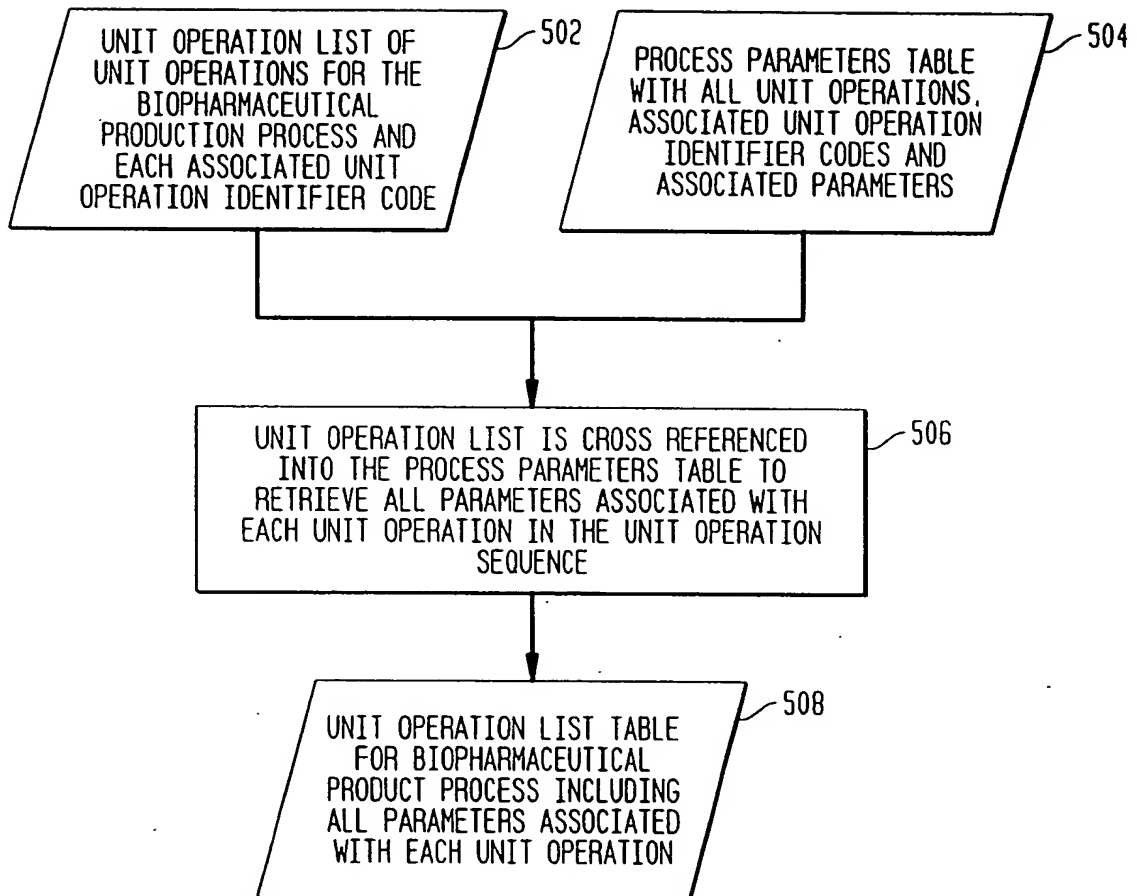 UNIT OPERATION LIST OF
UNIT OPERATIONS FOR THE
BIOPHARMACEUTICAL
PRODUCTION PROCESS AND
EACH ASSOCIATED UNIT
OPERATION IDENTIFIER CODE
502
PROCESS PARAMETERS TABLE
WITH ALL UNIT OPERATIONS,
ASSOCIATED UNIT OPERATION
IDENTIFIER CODES AND
ASSOCIATED PARAMETERS
504
UNIT OPERATION LIST IS CROSS REFERENCED
INTO THE PROCESS PARAMETERS TABLE TO
RETRIEVE ALL PARAMETERS ASSOCIATED WITH
EACH UNIT OPERATION IN THE UNIT OPERATION
SEQUENCE
506
UNIT OPERATION LIST TABLE
FOR BIOPHARMACEUTICAL
PRODUCT PROCESS INCLUDING
ALL PARAMETERS ASSOCIATED
WITH EACH UNIT OPERATION
508